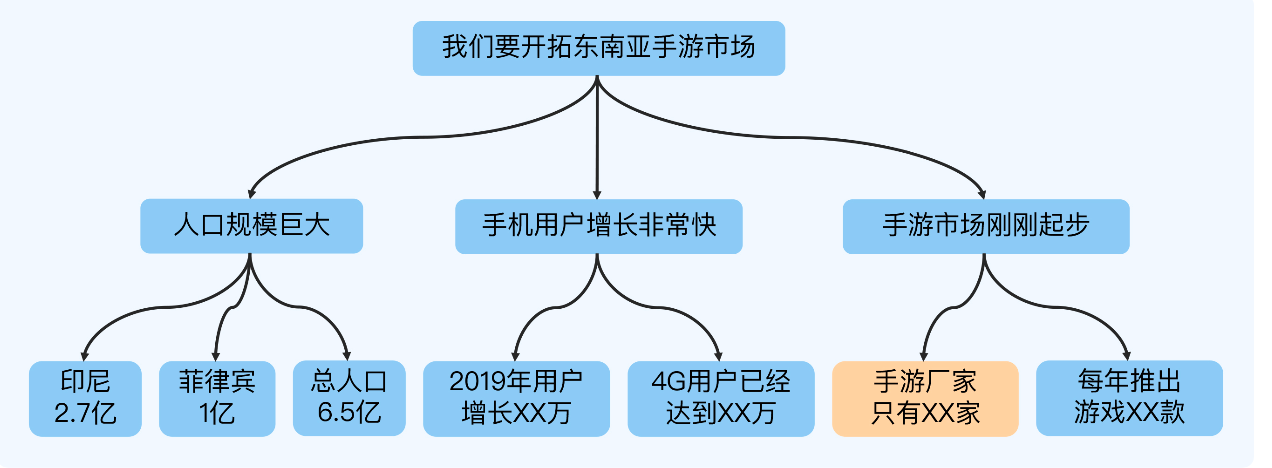 我们要开拓东南亚手游市场
人口规模巨大
手机用户增长非常快
手游市场刚刚起步
印尼
2.7亿
菲律宾
1亿
总人口
6.5亿
2019年用户
增长XX万
4G用户已经
达到XX万
手游厂家
只有XX家
每年推出
游戏XX款